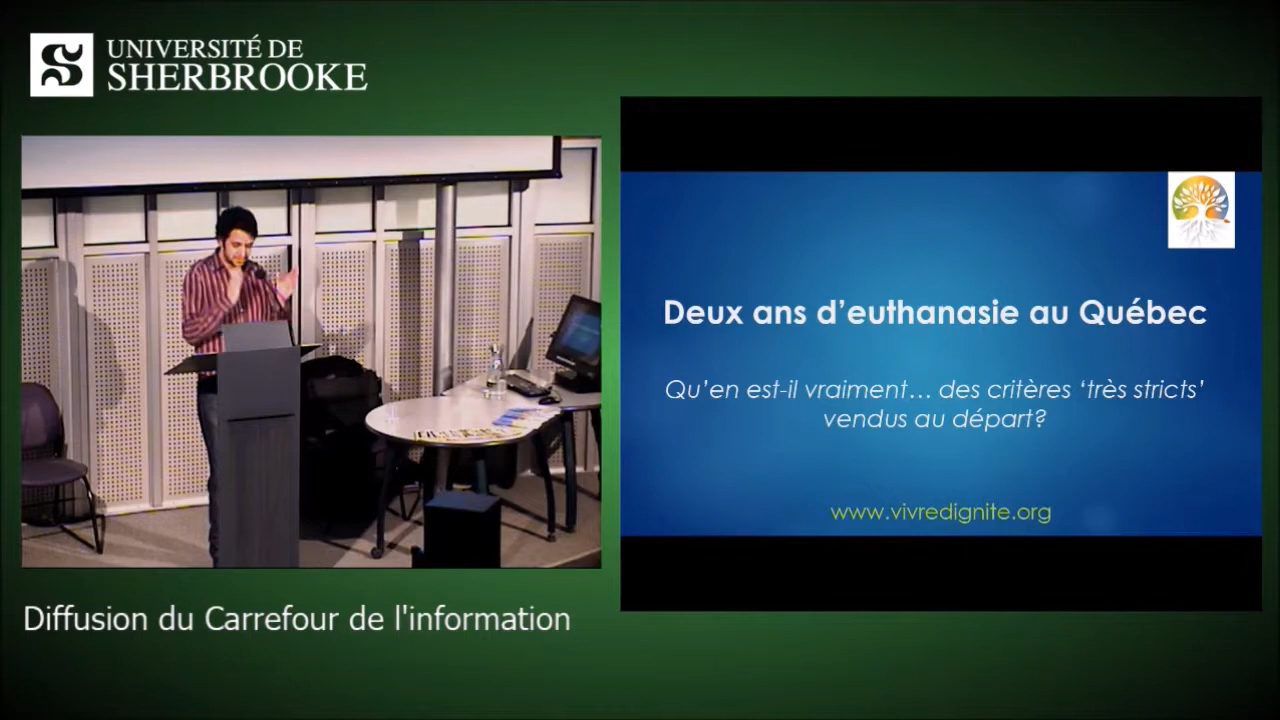 UNIVERSITÉ DE
SHERBROOKE
Deux ans d’euthanasie au Québec
Qu’en est-il vraiment… des critères ‘très stricts’
vendus au départ?
www.vivredignite.org
Diffusion du Carrefour de l'information